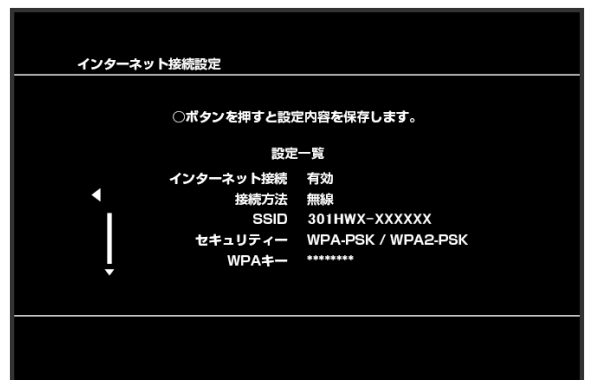 インターネット接続設定
○ボタンを押すと設定内容を保存します。
設定一覧
インターネット接続 有効
接続方法 無線
SSID 301HWX-XXXXXX
セキュリティー WPA-PSK / WPA2-PSK
WPAキー ********